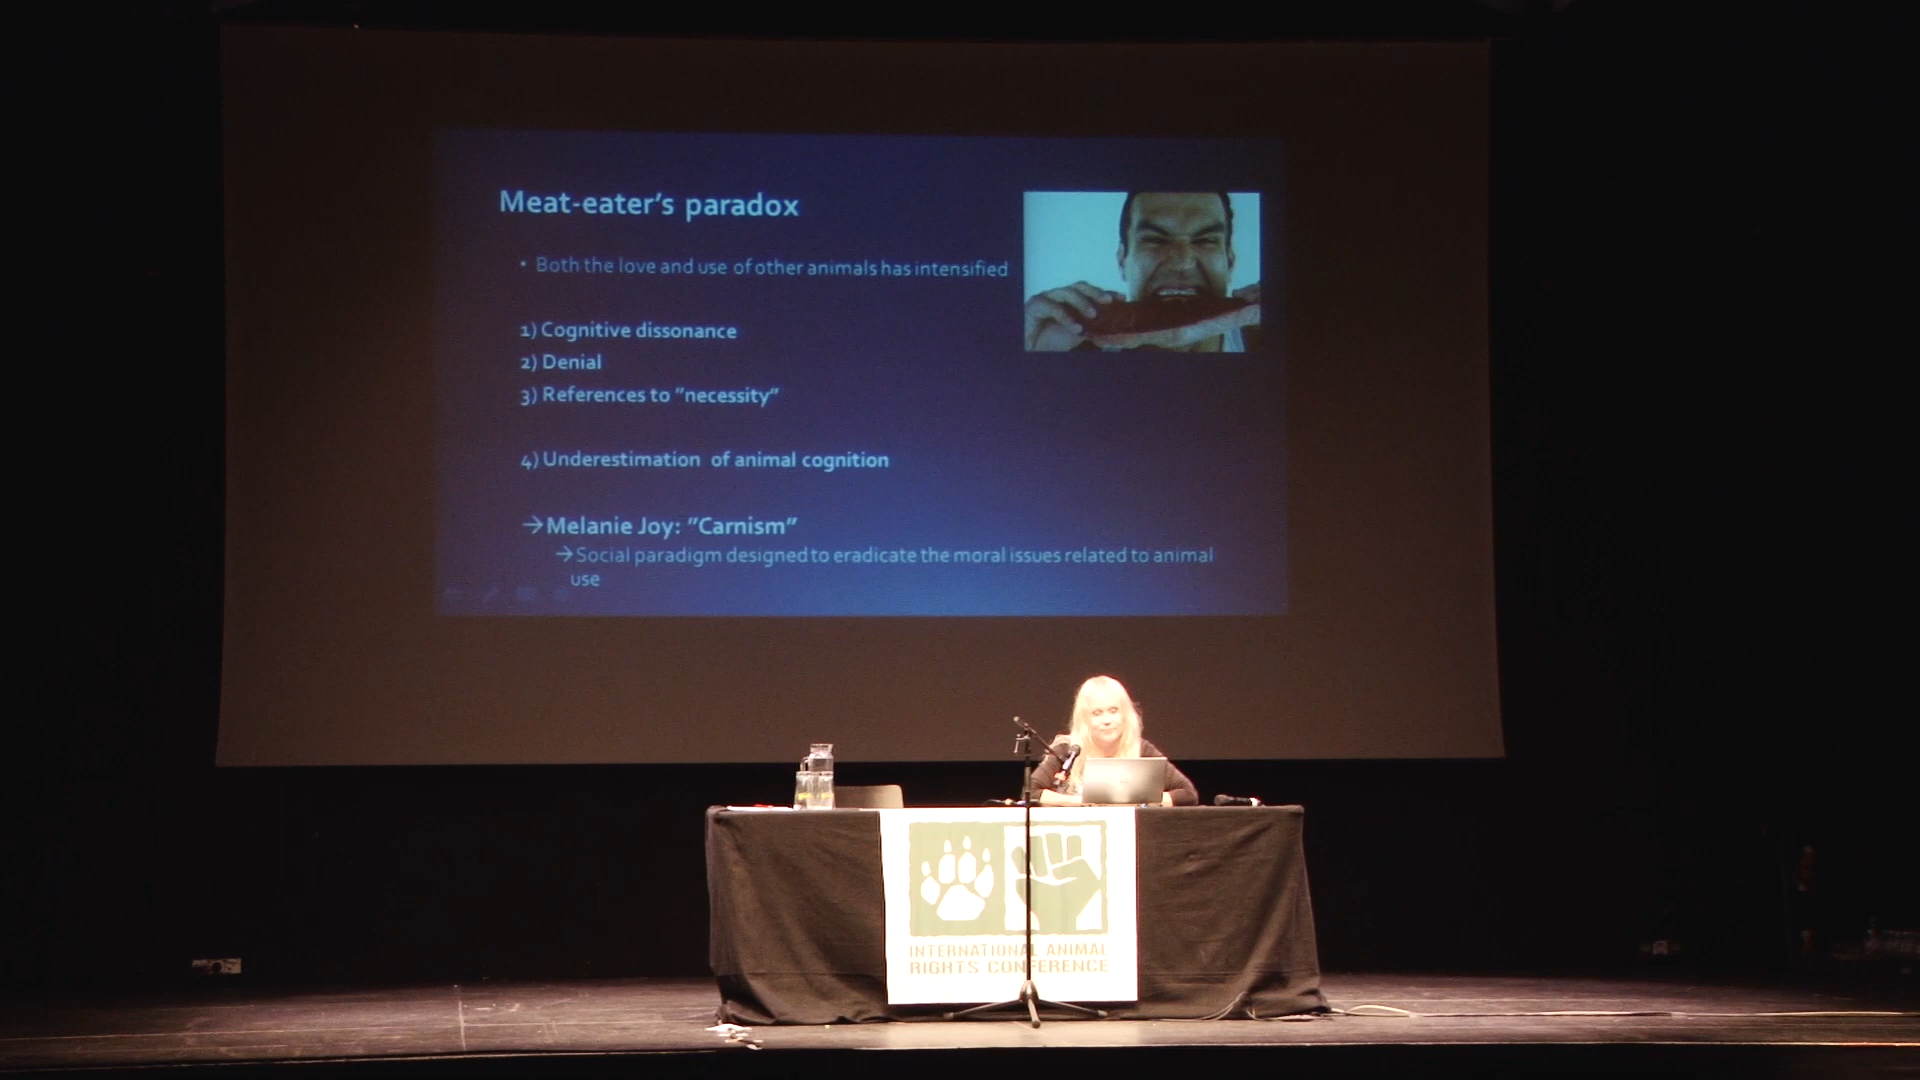 Meat-eater's paradox
• Both the love and use of other animals has intensified
1) Cognitive dissonance
2) Denial
3) References to "necessity"
4) Underestimation of animal cognition
→Melanie Joy: "Carnism"
→Social paradigm designed to eradicate the moral issues related to animal
use
INTERNATIONAL ANIMAL
RIGHTS CONFERENCE